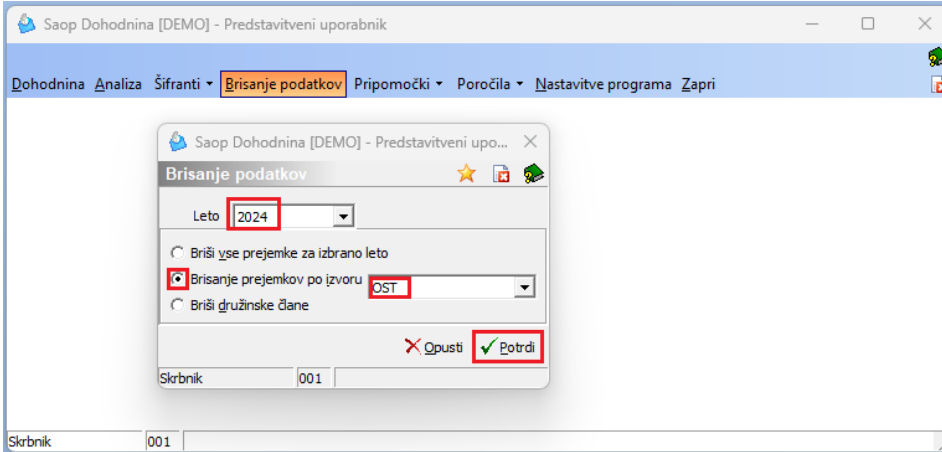 Saop Dohodnina [DEMO] - Predstavitveni uporabnik
Dohodnina Analiza Šifranti Brisanje podatkov Pripomočki Poročila Nastavitve programa Zapri
Saop Dohodnina [DEMO] - Predstavitveni upo...
Brisanje podatkov
Leto 2024
Briši vse prejemke za izbrano leto
Brisanje prejemkov po izvoru OST
Briši družinske člane
Opusti Potrdi
Skrbnik 001
Skrbnik 001